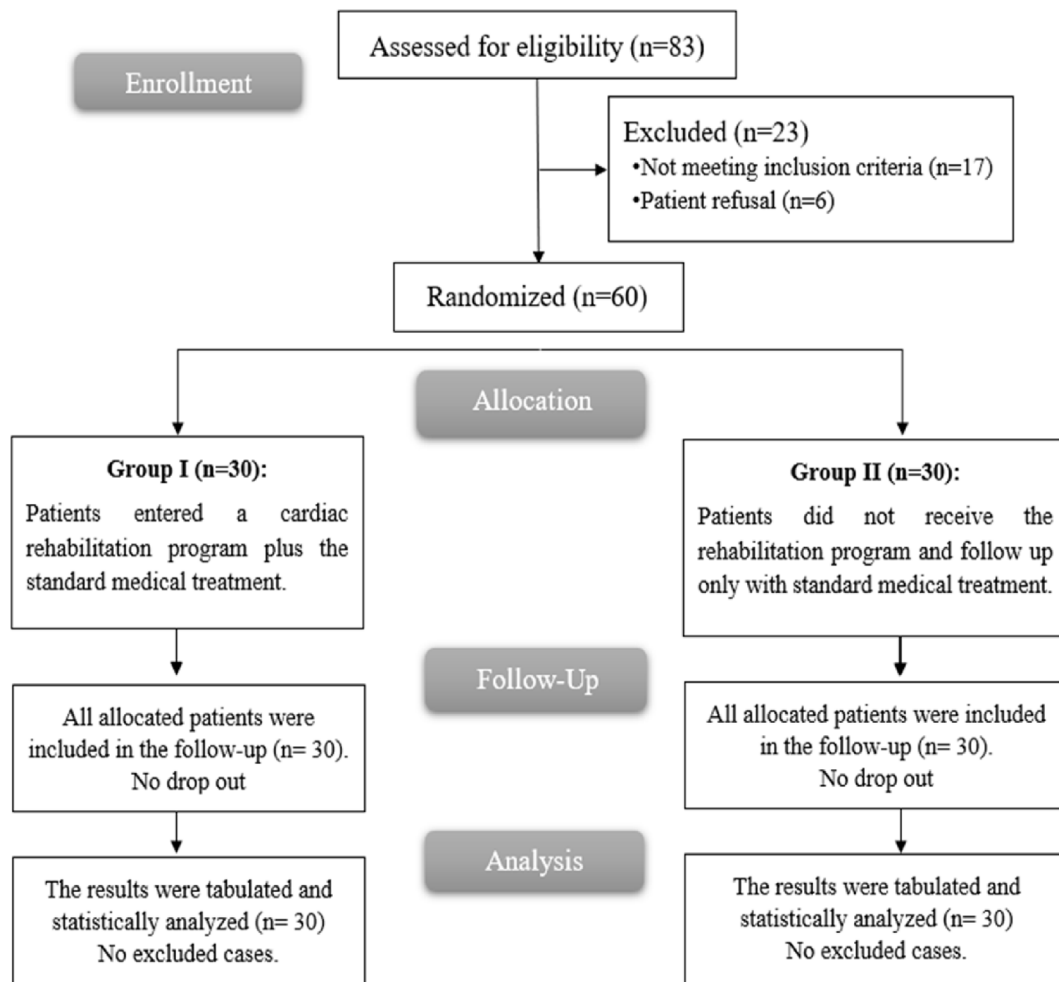 Assessed for eligibility (n=83)
Enrollment
Excluded (n=23)
•Not meeting inclusion criteria (n=17)
•Patient refusal (n=6)
Randomized (n=60)
Allocation
Group I (n=30):
Patients entered a cardiac
rehabilitation program plus the
standard medical treatment.
Group II (n=30):
Patients did not receive the
rehabilitation program and follow up
only with standard medical treatment.
Follow-Up
All allocated patients were
included in the follow-up (n= 30).
No drop out
All allocated patients were included
in the follow-up (n= 30).
No drop out
Analysis
The results were tabulated and
statistically analyzed (n= 30)
No excluded cases.
The results were tabulated and
statistically analyzed (n= 30)
No excluded cases.